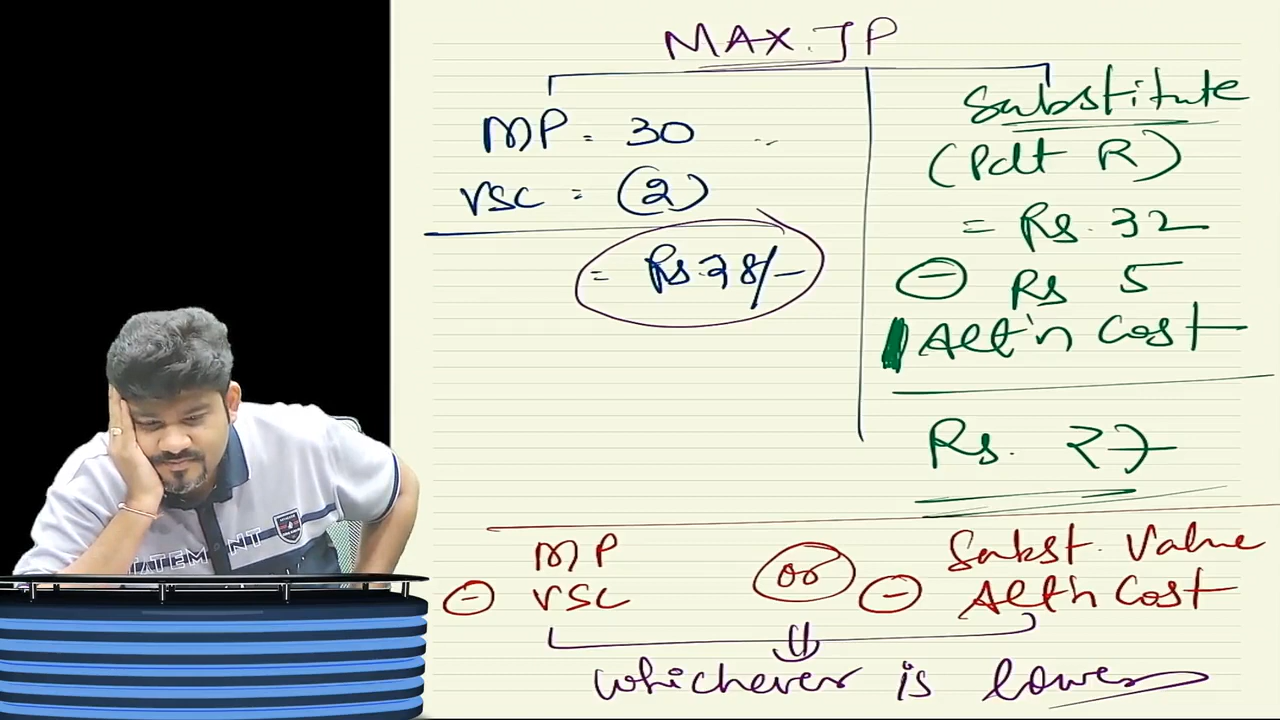 MAX. TP
MP = 30
VSC = (2)
= Rs. 28/-
Substitute
(Pdt R)
= Rs. 32
⊖ Rs 5
Alt'n Cost
Rs. 27
MP
⊖ VSC
or
Subst. Value
⊖ Alt'n Cost
⇓
whichever is lower
STATEMENT